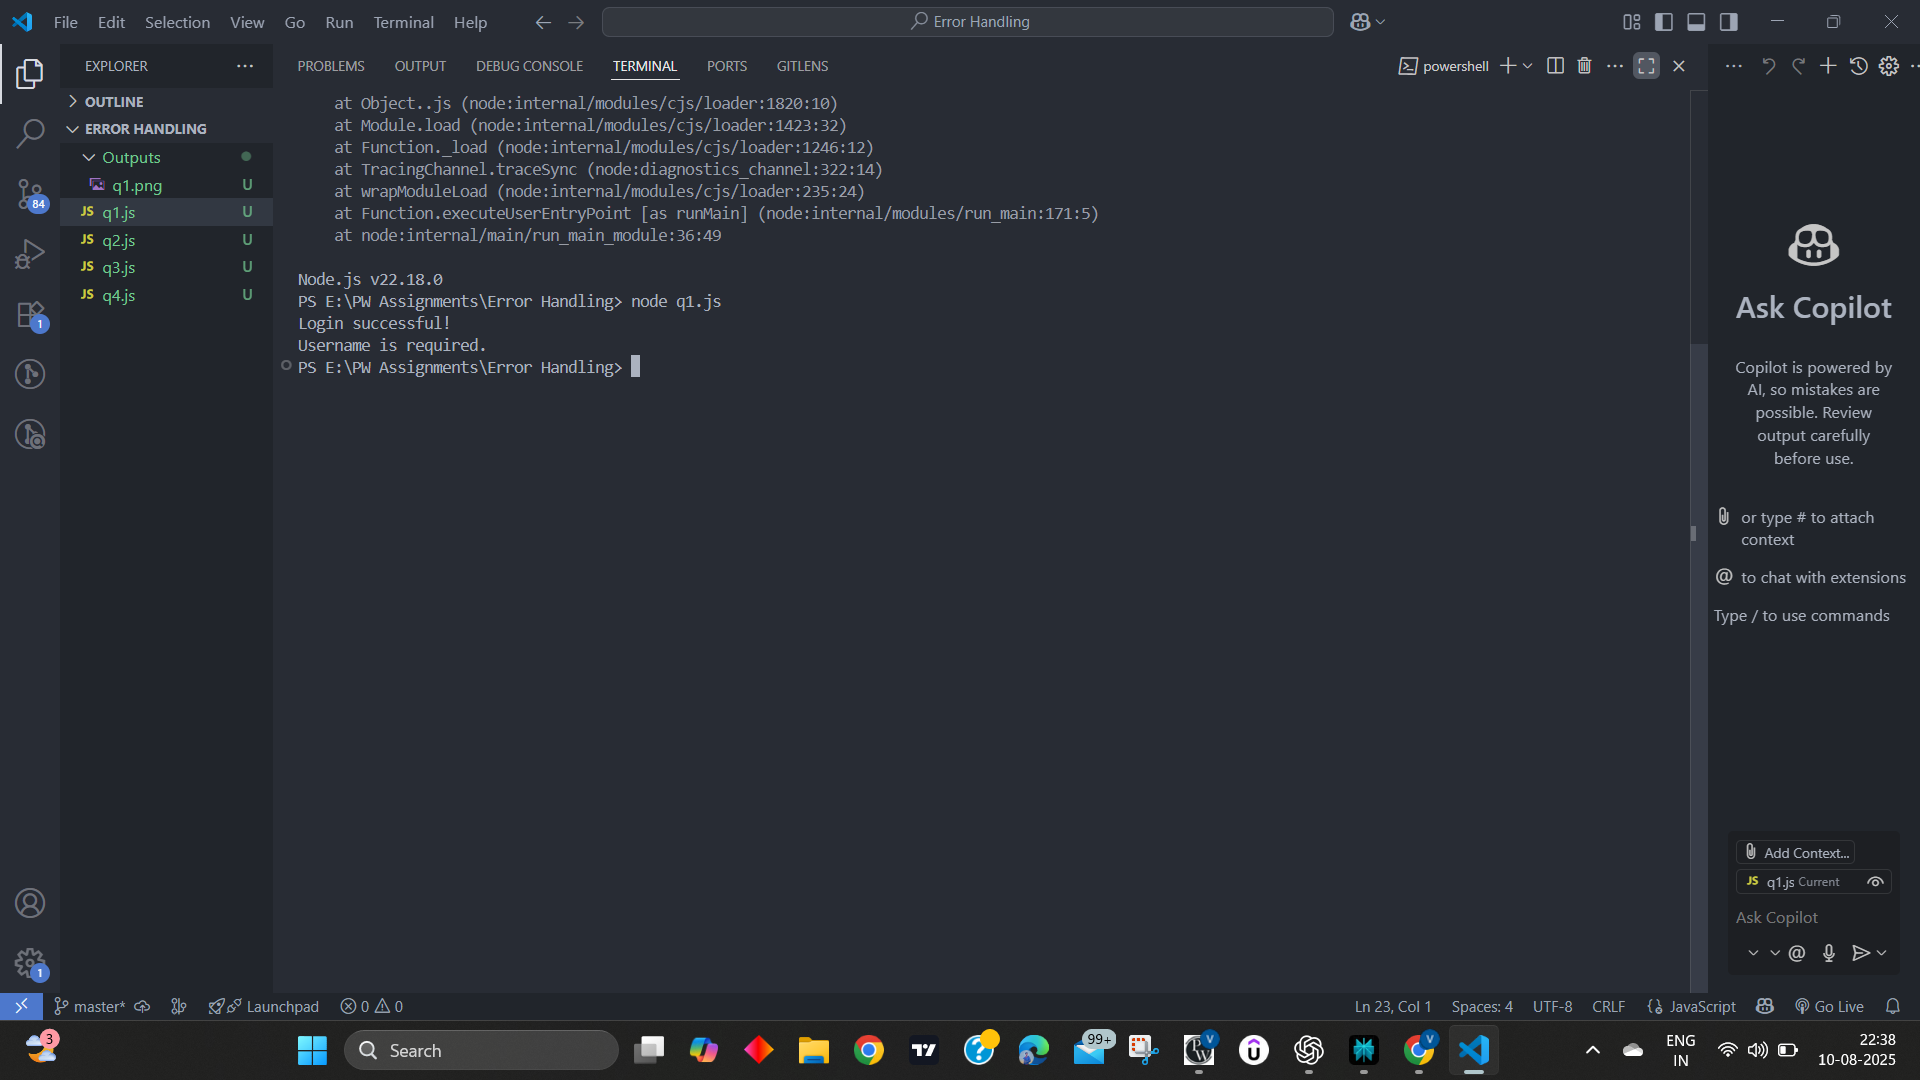 File Edit Selection View Go Run Terminal Help
Error Handling
EXPLORER
OUTLINE
ERROR HANDLING
Outputs
q1.png U
JS q1.js U
JS q2.js U
JS q3.js U
JS q4.js U
84
1
1
PROBLEMS OUTPUT DEBUG CONSOLE TERMINAL PORTS GITLENS
powershell
at Object..js (node:internal/modules/cjs/loader:1820:10)
at Module.load (node:internal/modules/cjs/loader:1423:32)
at Function._load (node:internal/modules/cjs/loader:1246:12)
at TracingChannel.traceSync (node:diagnostics_channel:322:14)
at wrapModuleLoad (node:internal/modules/cjs/loader:235:24)
at Function.executeUserEntryPoint [as runMain] (node:internal/modules/run_main:171:5)
at node:internal/main/run_main_module:36:49
Node.js v22.18.0
PS E:\PW Assignments\Error Handling> node q1.js
Login successful!
Username is required.
PS E:\PW Assignments\Error Handling>
Ask Copilot
Copilot is powered by
AI, so mistakes are
possible. Review
output carefully
before use.
or type # to attach
context
@ to chat with extensions
Type / to use commands
Add Context...
JS q1.js Current
Ask Copilot
@
master* Launchpad 0 0
Ln 23, Col 1 Spaces: 4 UTF-8 CRLF {} JavaScript Go Live
3
Search
99+
PW V
V
ENG
IN
22:38
10-08-2025